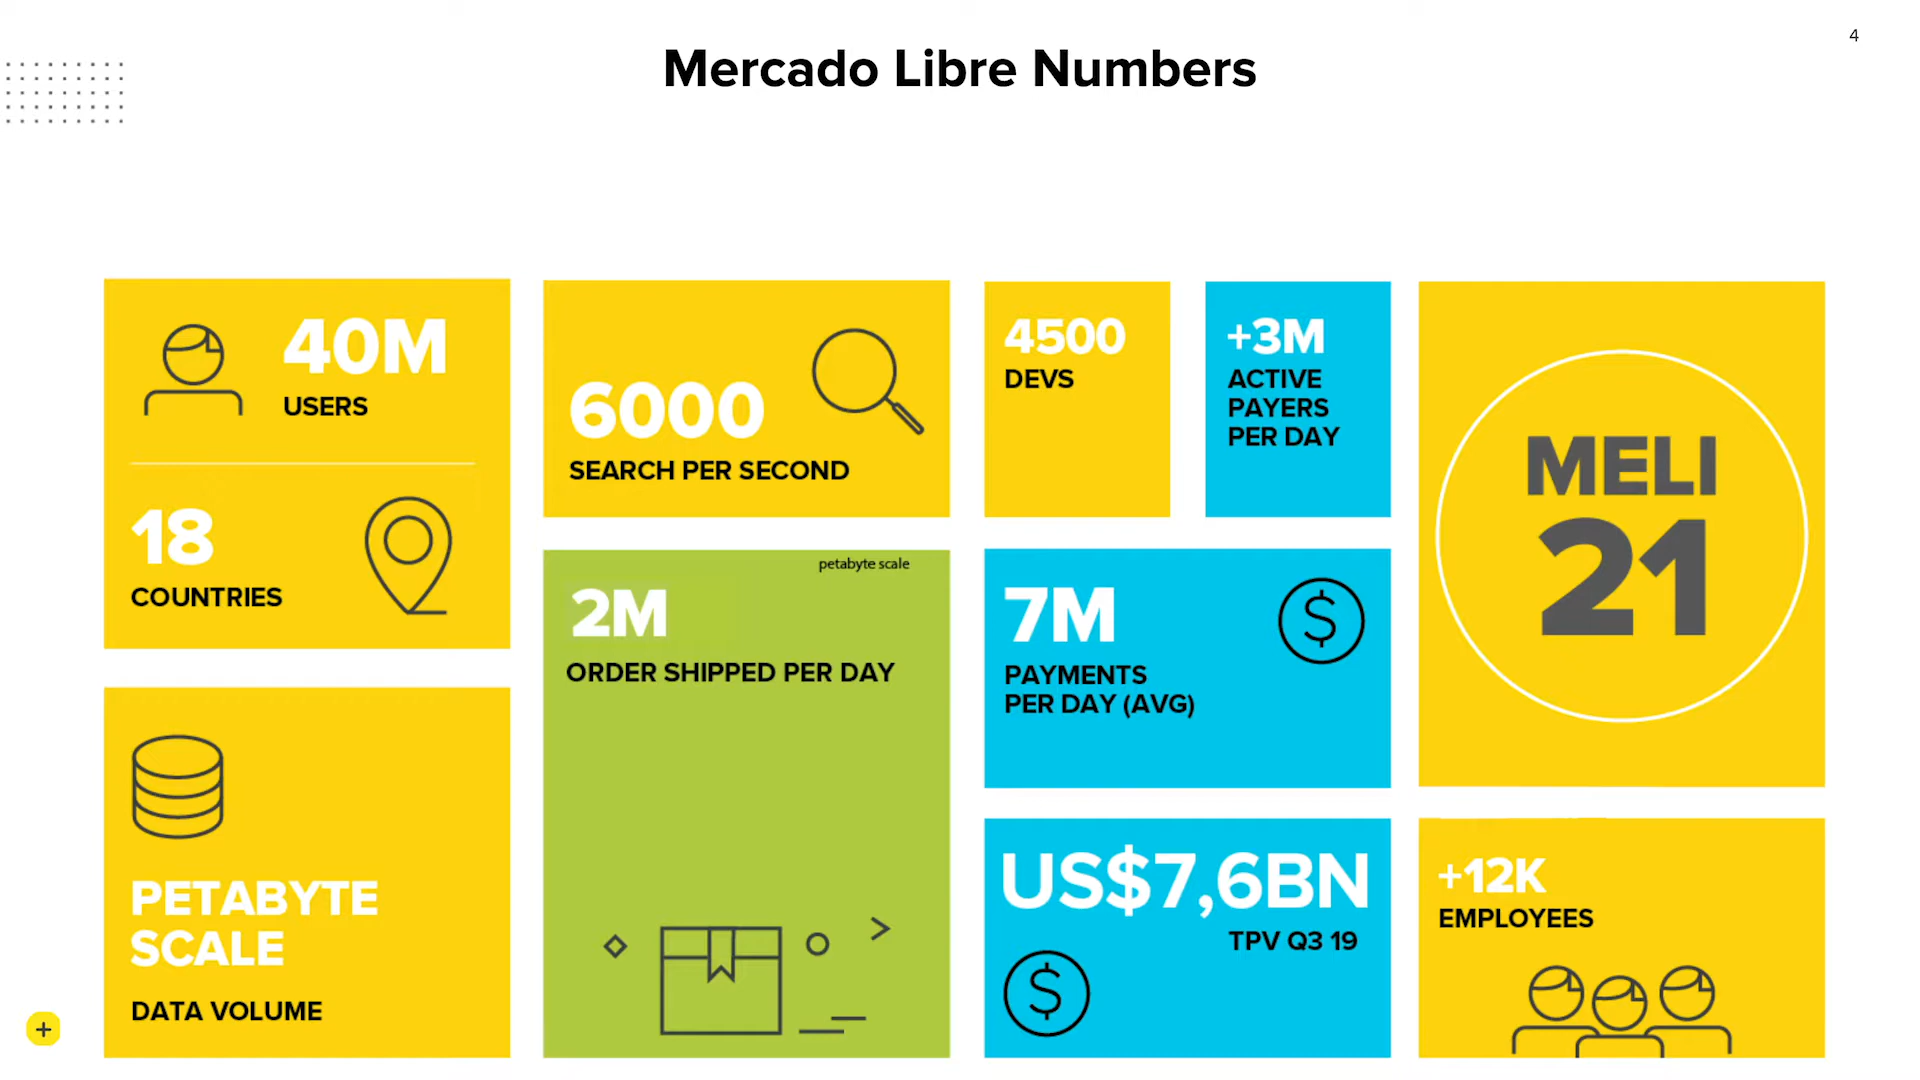 4
Mercado Libre Numbers
40M
USERS
18
COUNTRIES
PETABYTE
SCALE
DATA VOLUME
6000
SEARCH PER SECOND
petabyte scale
2M
ORDER SHIPPED PER DAY
4500
DEVS
+3M
ACTIVE
PAYERS
PER DAY
7M
PAYMENTS
PER DAY (AVG)
US$7,6BN
TPV Q3 19
MELI
21
+12K
EMPLOYEES